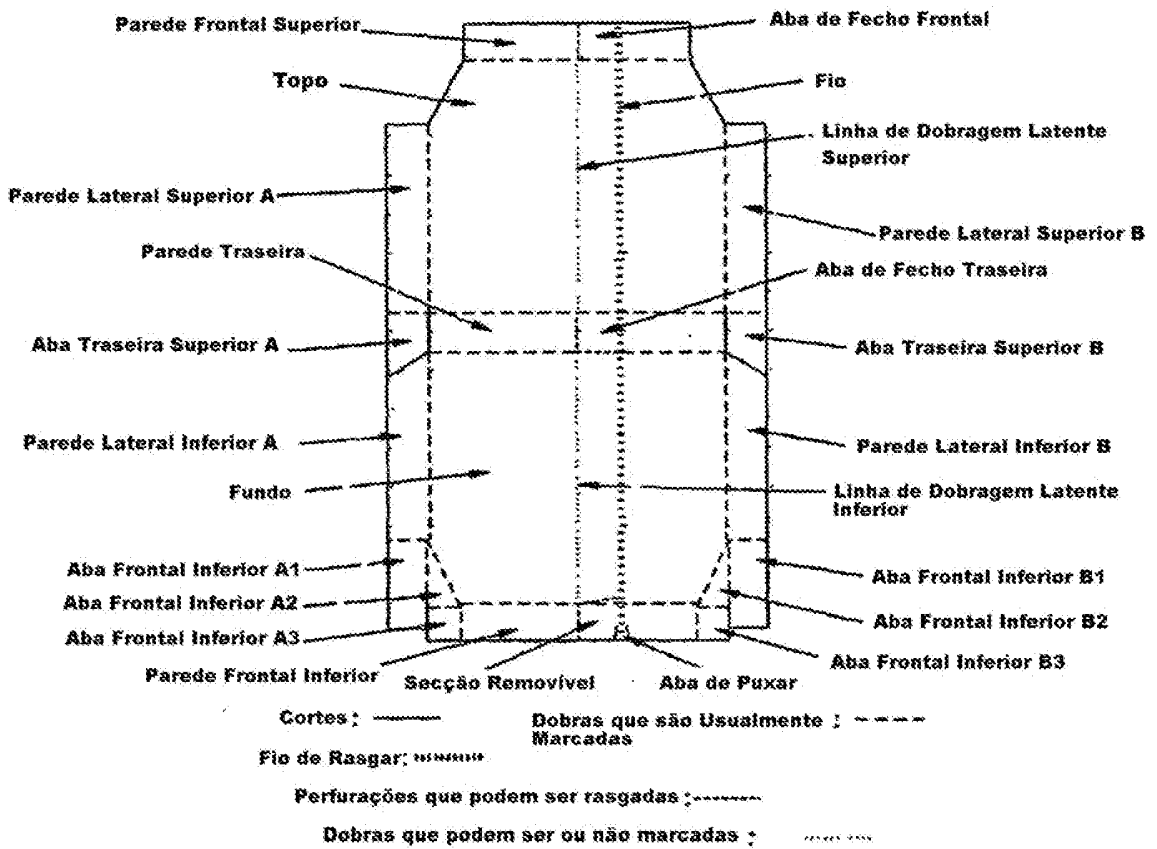 Parede Frontal Superior
Aba de Fecho Frontal
Topo
Fio
Linha de Dobragem Latente
Superior
Parede Lateral Superior A
Parede Lateral Superior B
Parede Traseira
Aba de Fecho Traseira
Aba Traseira Superior A
Aba Traseira Superior B
Parede Lateral Inferior A
Parede Lateral Inferior B
Fundo
Linha de Dobragem Latente
Inferior
Aba Frontal Inferior A1
Aba Frontal Inferior B1
Aba Frontal Inferior A2
Aba Frontal Inferior B2
Aba Frontal Inferior A3
Aba Frontal Inferior B3
Parede Frontal Inferior
Secção Removível
Aba de Puxar
Cortes :
Dobras que são Usualmente :
Marcadas
Fio de Rasgar:
Perfurações que podem ser rasgadas :
Dobras que podem ser ou não marcadas :